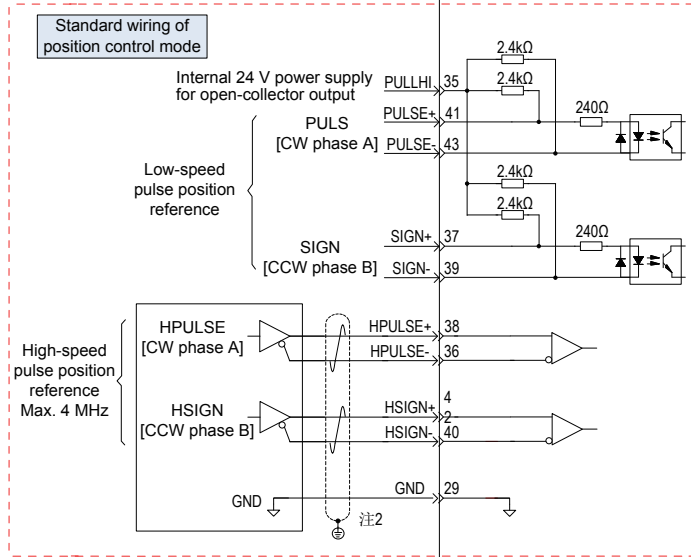 Standard wiring of
position control mode
2.4kΩ
Internal 24 V power supply
for open-collector output
PULLHI
35
2.4kΩ
PULSE+
41
240Ω
PULS
[CW phase A]
PULSE-
43
Low-speed
pulse position
reference
2.4kΩ
2.4kΩ
SIGN
[CCW phase B]
SIGN+
37
240Ω
SIGN-
39
High-speed
pulse position
reference
Max. 4 MHz
HPULSE
[CW phase A]
HPULSE+
38
HPULSE-
36
HSIGN
[CCW phase B]
HSIGN+
4
2
HSIGN-
40
GND
GND
29
注2